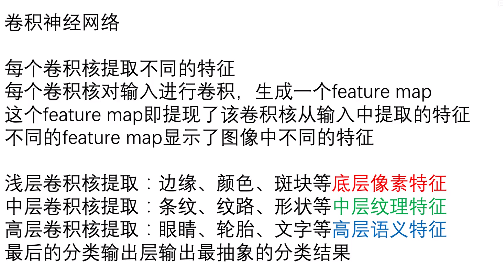 卷积神经网络
每个卷积核提取不同的特征
每个卷积核对输入进行卷积，生成一个feature map
这个feature map即提现了该卷积核从输入中提取的特征
不同的feature map显示了图像中不同的特征
浅层卷积核提取：边缘、颜色、斑块等底层像素特征
中层卷积核提取：条纹、纹路、形状等中层纹理特征
高层卷积核提取：眼睛、轮胎、文字等高层语义特征
最后的分类输出层输出最抽象的分类结果